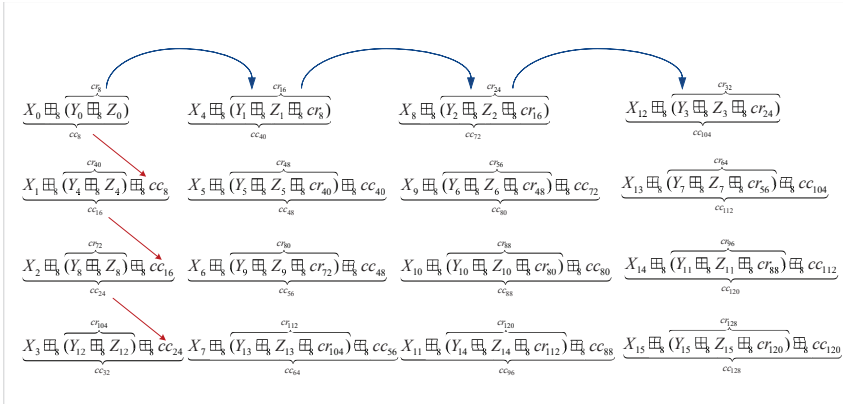 cr₈ cr₁₆ cr₂₄ cr₃₂
X₀ ⊞₈ (Y₀ ⊞₈ Z₀) X₄ ⊞₈ (Y₁ ⊞₈ Z₁ ⊞₈ cr₈) X₈ ⊞₈ (Y₂ ⊞₈ Z₂ ⊞₈ cr₁₆) X₁₂ ⊞₈ (Y₃ ⊞₈ Z₃ ⊞₈ cr₂₄)
cc₈ cc₄₀ cc₇₂ cc₁₀₄
cr₄₀ cr₄₈ cr₅₆ cr₆₄
X₁ ⊞₈ (Y₄ ⊞₈ Z₄) ⊞₈ cc₈ X₅ ⊞₈ (Y₅ ⊞₈ Z₅ ⊞₈ cr₄₀) ⊞₈ cc₄₀ X₉ ⊞₈ (Y₆ ⊞₈ Z₆ ⊞₈ cr₄₈) ⊞₈ cc₇₂ X₁₃ ⊞₈ (Y₇ ⊞₈ Z₇ ⊞₈ cr₅₆) ⊞₈ cc₁₀₄
cc₁₆ cc₄₈ cc₈₀ cc₁₁₂
cr₇₂ cr₈₀ cr₈₈ cr₉₆
X₂ ⊞₈ (Y₈ ⊞₈ Z₈) ⊞₈ cc₁₆ X₆ ⊞₈ (Y₉ ⊞₈ Z₉ ⊞₈ cr₇₂) ⊞₈ cc₄₈ X₁₀ ⊞₈ (Y₁₀ ⊞₈ Z₁₀ ⊞₈ cr₈₀) ⊞₈ cc₈₀ X₁₄ ⊞₈ (Y₁₁ ⊞₈ Z₁₁ ⊞₈ cr₈₈) ⊞₈ cc₁₁₂
cc₂₄ cc₅₆ cc₈₈ cc₁₂₀
cr₁₀₄ cr₁₁₂ cr₁₂₀ cr₁₂₈
X₃ ⊞₈ (Y₁₂ ⊞₈ Z₁₂) ⊞₈ cc₂₄ X₇ ⊞₈ (Y₁₃ ⊞₈ Z₁₃ ⊞₈ cr₁₀₄) ⊞₈ cc₅₆ X₁₁ ⊞₈ (Y₁₄ ⊞₈ Z₁₄ ⊞₈ cr₁₁₂) ⊞₈ cc₈₈ X₁₅ ⊞₈ (Y₁₅ ⊞₈ Z₁₅ ⊞₈ cr₁₂₀) ⊞₈ cc₁₂₀
cc₃₂ cc₆₄ cc₉₆ cc₁₂₈